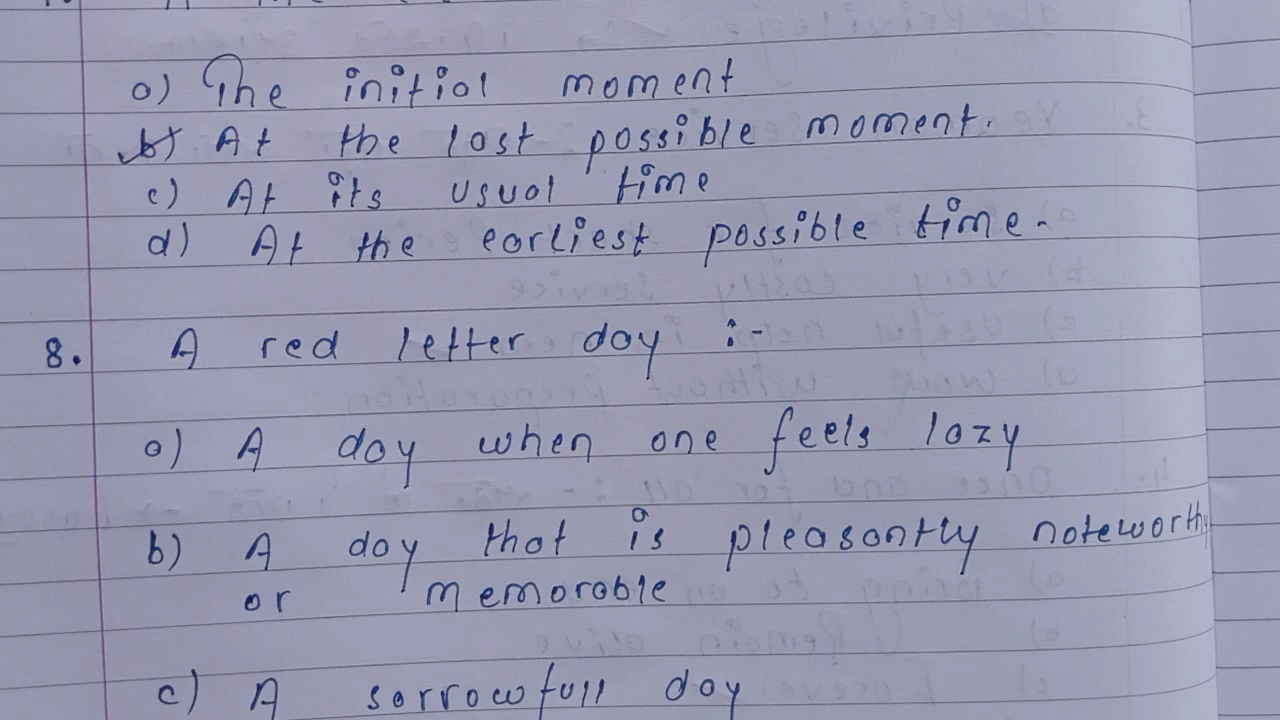 a) The initial moment
b) At the last possible moment.
c) At its usual time
d) At the earliest possible time.
8. A red letter day :-
a) A day when one feels lazy
b) A day that is pleasantly noteworthy
or memorable
c) A sorrowfull day